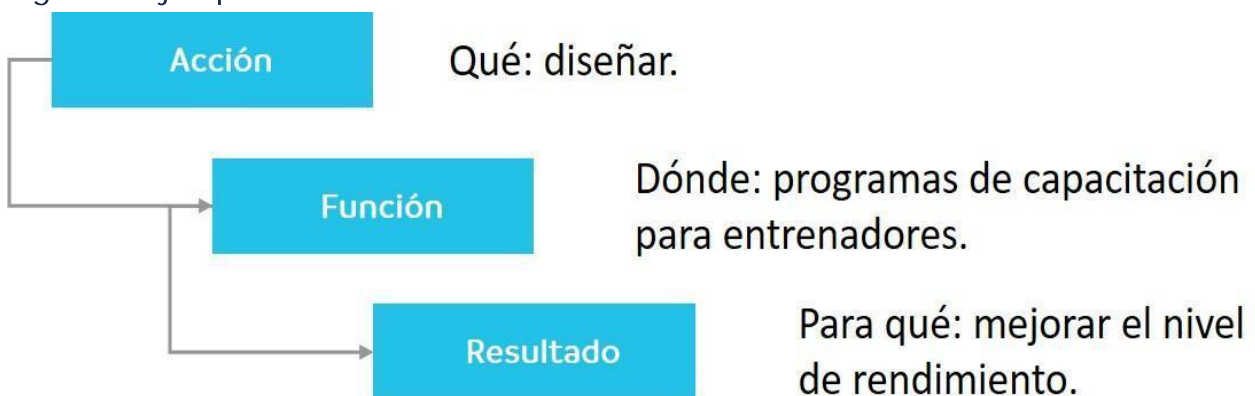 Acción
Qué: diseñar.
Función
Dónde: programas de capacitación
para entrenadores.
Resultado
Para qué: mejorar el nivel
de rendimiento.